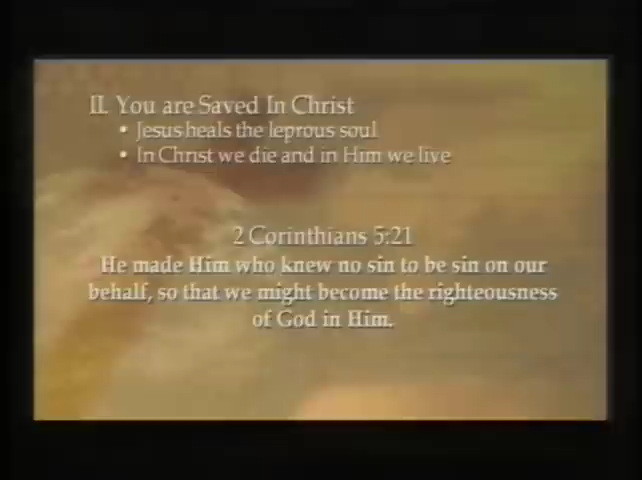 II. You are Saved In Christ
• Jesus heals the leprous soul
• In Christ we die and in Him we live
2 Corinthians 5:21
He made Him who knew no sin to be sin on our
behalf, so that we might become the righteousness
of God in Him.